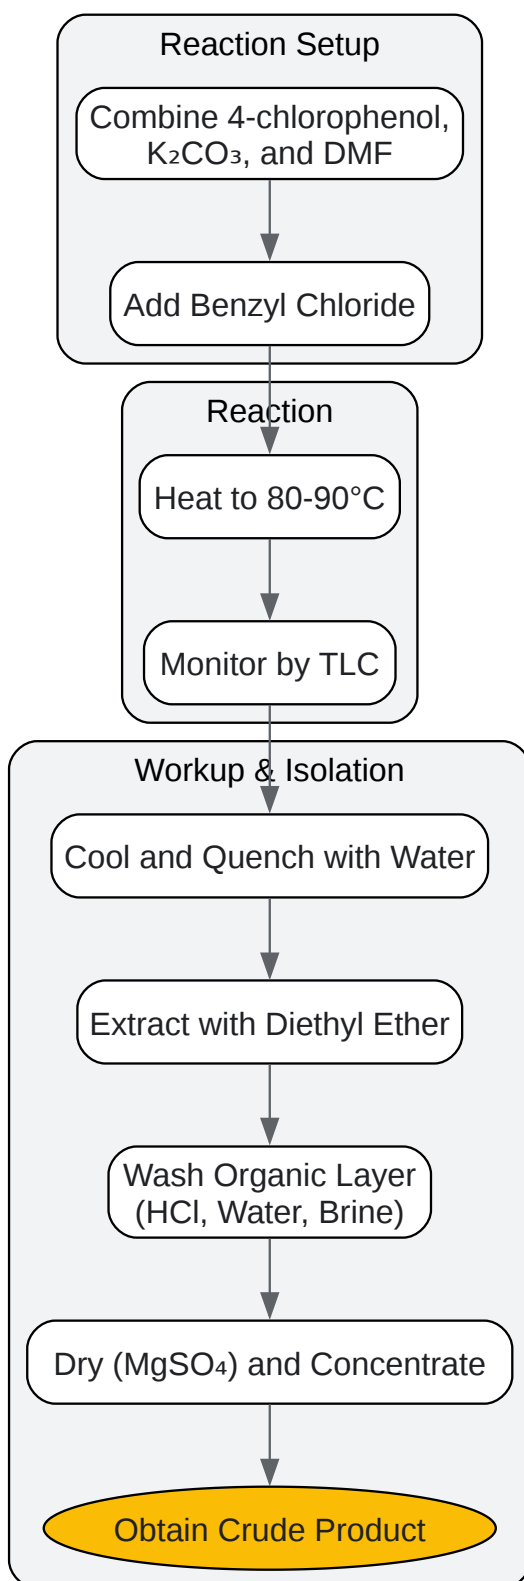 Reaction Setup
Combine 4-chlorophenol,
K₂CO₃, and DMF
Add Benzyl Chloride
Reaction
Heat to 80-90°C
Monitor by TLC
Workup & Isolation
Cool and Quench with Water
Extract with Diethyl Ether
Wash Organic Layer
(HCl, Water, Brine)
Dry (MgSO₄) and Concentrate
Obtain Crude Product